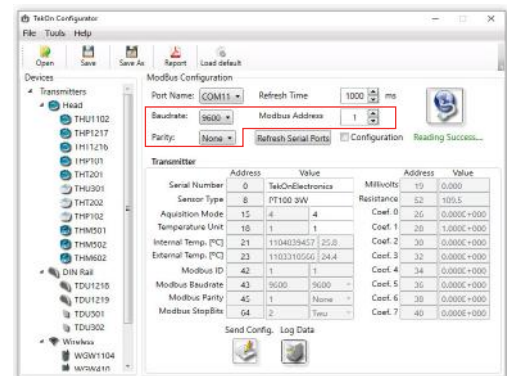 TekOn Configurator
File Tools Help
Open Save Save As Report Load default
Devices
Transmitters
Head
THU1102
THP1217
THT1216
THP101
THT201
THU301
THT202
THP102
THM501
THM502
THM602
DIN Rail
TDU1218
TDU1219
TDU501
TDU302
Wireless
WGW1104
WGW410
ModBus Configuration
Port Name: COM11 Refresh Time 1000 ms
Baudrate: 9600 Modbus Address 1
Parity: None Refresh Serial Ports Configuration Reading Success...
Transmitter
Address Value Address Value
Serial Number 0 TekOnElectronics Millivolts 19 0.000
Sensor Type 8 PT100 3W Resistance 52 109.5
Aquisition Mode 15 4 4 Coef. 0 26 0.000E+000
Temperature Unit 18 1 1 Coef. 1 28 1.000E+000
Internal Temp. [ºC] 21 1104039457 25.8 Coef. 2 30 0.000E+000
External Temp. [ºC] 23 1103310566 24.4 Coef. 3 32 0.000E+000
Modbus ID 42 1 1 Coef. 4 34 0.000E+000
Modbus Baudrate 43 9600 9600 Coef. 5 36 0.000E+000
Modbus Parity 45 1 None Coef. 6 38 0.000E+000
Modbus StopBits 64 2 Two Coef. 7 40 0.000E+000
Send Config. Log Data